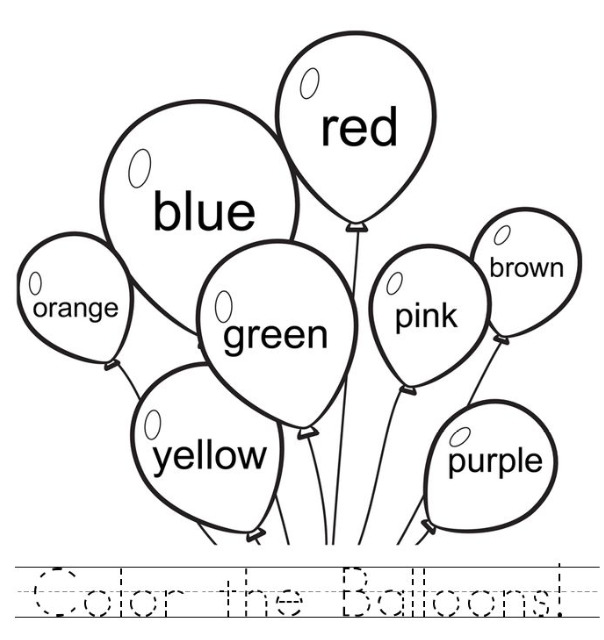 red
blue
brown
orange
pink
green
yellow
purple
Color the Balloons!